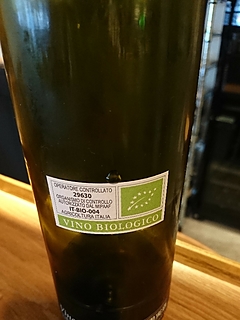 OPERATORE CONTROLLATO
29630
ORGANISMO DI CONTROLLO
AUTORIZZATO DAL MIPAAF
IT-BIO-004
AGRICOLTURA ITALIA
VINO BIOLOGICO